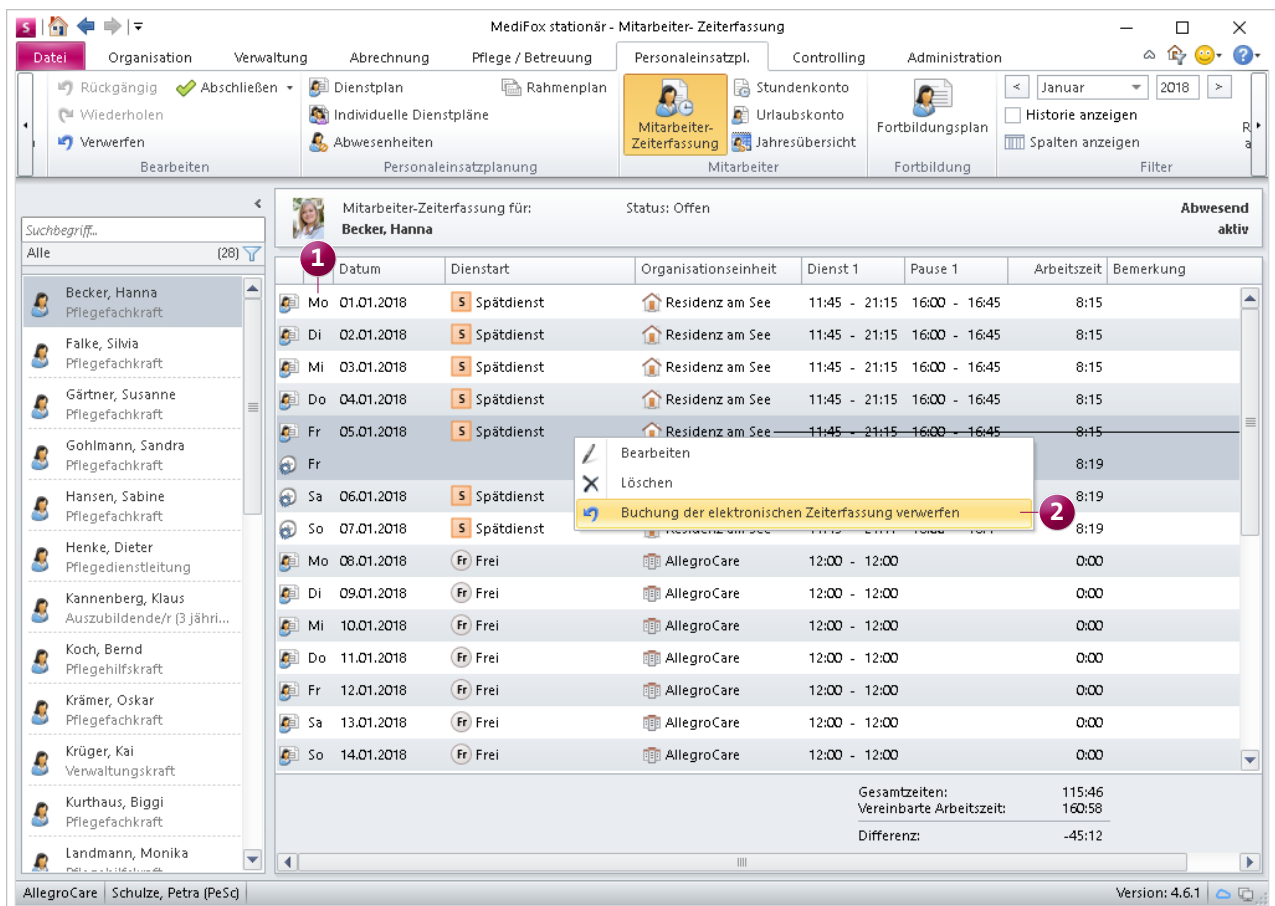 MediFox stationär - Mitarbeiter- Zeiterfassung
Datei Organisation Verwaltung Abrechnung Pflege / Betreuung Personaleinsatzpl. Controlling Administration
Rückgängig Abschließen Dienstplan Rahmenplan Stundenkonto < Januar 2018 >
Wiederholen Individuelle Dienstpläne Mitarbeiter- Urlaubskonto Fortbildungsplan Historie anzeigen
Verwerfen Abwesenheiten Zeiterfassung Jahresübersicht Spalten anzeigen
Bearbeiten Personaleinsatzplanung Mitarbeiter Fortbildung Filter
Suchbegriff...
Alle (28)
Becker, Hanna
Pflegefachkraft
Falke, Silvia
Pflegefachkraft
Gärtner, Susanne
Pflegefachkraft
Gohlmann, Sandra
Pflegefachkraft
Hansen, Sabine
Pflegefachkraft
Henke, Dieter
Pflegedienstleitung
Kannenberg, Klaus
Auszubildende/r (3 jähri...
Koch, Bernd
Pflegehilfskraft
Krämer, Oskar
Pflegefachkraft
Krüger, Kai
Verwaltungskraft
Kurthaus, Biggi
Pflegefachkraft
Landmann, Monika
Mitarbeiter-Zeiterfassung für: Status: Offen Abwesend
Becker, Hanna aktiv
1
Datum Dienstart Organisationseinheit Dienst 1 Pause 1 Arbeitszeit Bemerkung
Mo 01.01.2018 S Spätdienst Residenz am See 11:45 - 21:15 16:00 - 16:45 8:15
Di 02.01.2018 S Spätdienst Residenz am See 11:45 - 21:15 16:00 - 16:45 8:15
Mi 03.01.2018 S Spätdienst Residenz am See 11:45 - 21:15 16:00 - 16:45 8:15
Do 04.01.2018 S Spätdienst Residenz am See 11:45 - 21:15 16:00 - 16:45 8:15
Fr 05.01.2018 S Spätdienst Residenz am See 11:45 - 21:15 16:00 - 16:45 8:15
Fr 8:19
Sa 06.01.2018 S Spätdienst 8:19
So 07.01.2018 S Spätdienst 8:19
Bearbeiten
Löschen
Buchung der elektronischen Zeiterfassung verwerfen
2
Mo 08.01.2018 Fr Frei AllegroCare 12:00 - 12:00 0:00
Di 09.01.2018 Fr Frei AllegroCare 12:00 - 12:00 0:00
Mi 10.01.2018 Fr Frei AllegroCare 12:00 - 12:00 0:00
Do 11.01.2018 Fr Frei AllegroCare 12:00 - 12:00 0:00
Fr 12.01.2018 Fr Frei AllegroCare 12:00 - 12:00 0:00
Sa 13.01.2018 Fr Frei AllegroCare 12:00 - 12:00 0:00
So 14.01.2018 Fr Frei AllegroCare 12:00 - 12:00 0:00
Gesamtzeiten: 115:46
Vereinbarte Arbeitszeit: 160:58
Differenz: -45:12
AllegroCare Schulze, Petra (PeSc) Version: 4.6.1